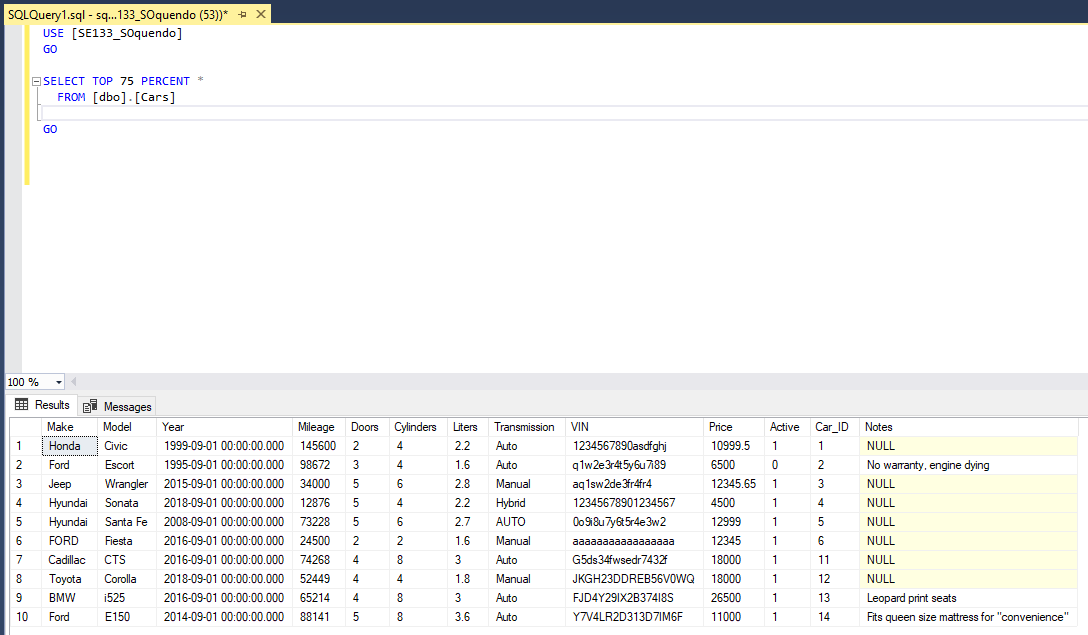 SQLQuery1.sql - sq...133_SOquendo (53))*
USE [SE133_SOquendo]
GO
SELECT TOP 75 PERCENT *
FROM [dbo].[Cars]
GO
100 %
Results Messages
Make Model Year Mileage Doors Cylinders Liters Transmission VIN Price Active Car_ID Notes
1 Honda Civic 1999-09-01 00:00:00.000 145600 2 4 2.2 Auto 1234567890asdfghj 10999.5 1 1 NULL
2 Ford Escort 1995-09-01 00:00:00.000 98672 3 4 1.6 Auto q1w2e3r4t5y6u7i89 6500 0 2 No warranty, engine dying
3 Jeep Wrangler 2015-09-01 00:00:00.000 34000 5 6 2.8 Manual aq1sw2de3fr4fr4 12345.65 1 3 NULL
4 Hyundai Sonata 2018-09-01 00:00:00.000 12876 5 4 2.2 Hybrid 12345678901234567 4500 1 4 NULL
5 Hyundai Santa Fe 2008-09-01 00:00:00.000 73228 5 6 2.7 AUTO 0o9i8u7y6t5r4e3w2 12999 1 5 NULL
6 FORD Fiesta 2016-09-01 00:00:00.000 24500 2 2 1.6 Manual aaaaaaaaaaaaaaaaa 12345 1 6 NULL
7 Cadillac CTS 2016-09-01 00:00:00.000 74268 4 8 3 Auto G5ds34fwsedr7432f 18000 1 11 NULL
8 Toyota Corolla 2018-09-01 00:00:00.000 52449 4 4 1.8 Manual JKGH23DDREB56V0WQ 18000 1 12 NULL
9 BMW i525 2016-09-01 00:00:00.000 65214 4 8 3 Auto FJD4Y29IX2B374I8S 26500 1 13 Leopard print seats
10 Ford E150 2014-09-01 00:00:00.000 88141 5 8 3.6 Auto Y7V4LR2D313D7IM6F 11000 1 14 Fits queen size mattress for "convenience"